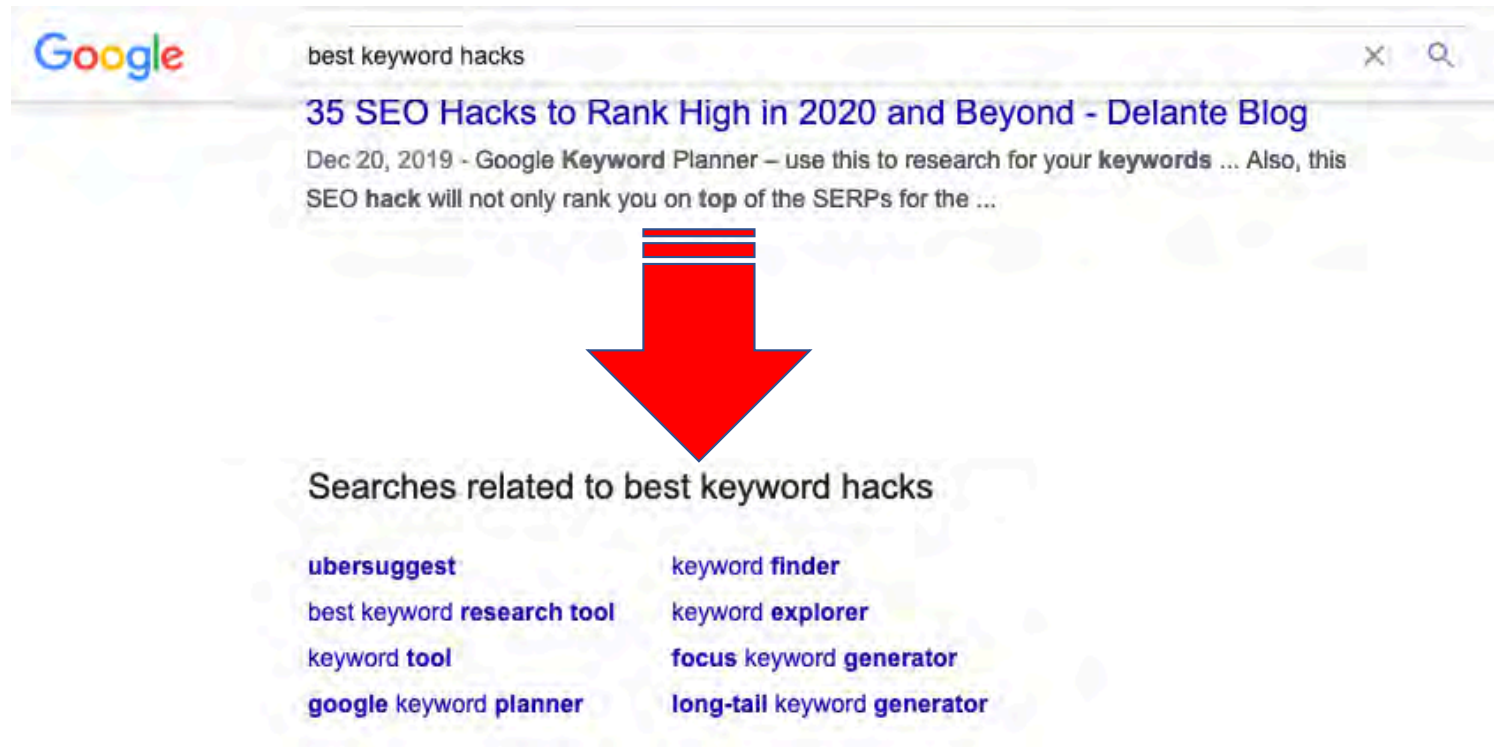 Google
best keyword hacks
35 SEO Hacks to Rank High in 2020 and Beyond - Delante Blog
Dec 20, 2019 - Google Keyword Planner – use this to research for your keywords ... Also, this
SEO hack will not only rank you on top of the SERPs for the ...
Searches related to best keyword hacks
ubersuggest
best keyword research tool
keyword tool
google keyword planner
keyword finder
keyword explorer
focus keyword generator
long-tail keyword generator